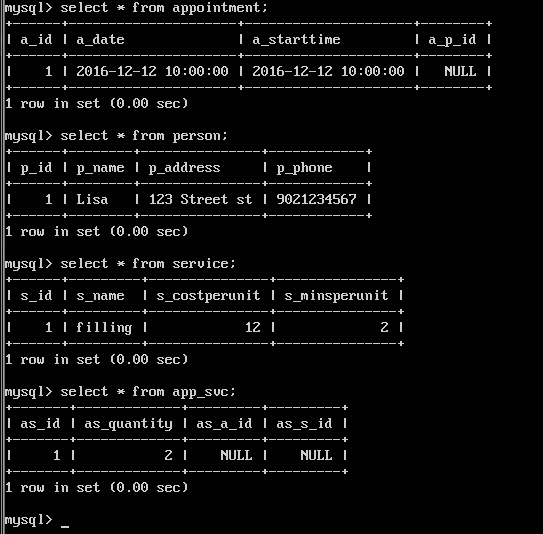 mysql> select * from appointment;
+------+---------------------+---------------------+--------+
| a_id | a_date              | a_starttime         | a_p_id |
+------+---------------------+---------------------+--------+
|    1 | 2016-12-12 10:00:00 | 2016-12-12 10:00:00 |   NULL |
+------+---------------------+---------------------+--------+
1 row in set (0.00 sec)

mysql> select * from person;
+------+--------+---------------+------------+
| p_id | p_name | p_address     | p_phone    |
+------+--------+---------------+------------+
|    1 | Lisa   | 123 Street st | 9021234567 |
+------+--------+---------------+------------+
1 row in set (0.00 sec)

mysql> select * from service;
+------+---------+---------------+---------------+
| s_id | s_name  | s_costperunit | s_minsperunit |
+------+---------+---------------+---------------+
|    1 | filling |            12 |             2 |
+------+---------+---------------+---------------+
1 row in set (0.00 sec)

mysql> select * from app_svc;
+-------+-------------+---------+---------+
| as_id | as_quantity | as_a_id | as_s_id |
+-------+-------------+---------+---------+
|     1 |           2 |    NULL |    NULL |
+-------+-------------+---------+---------+
1 row in set (0.00 sec)

mysql> _